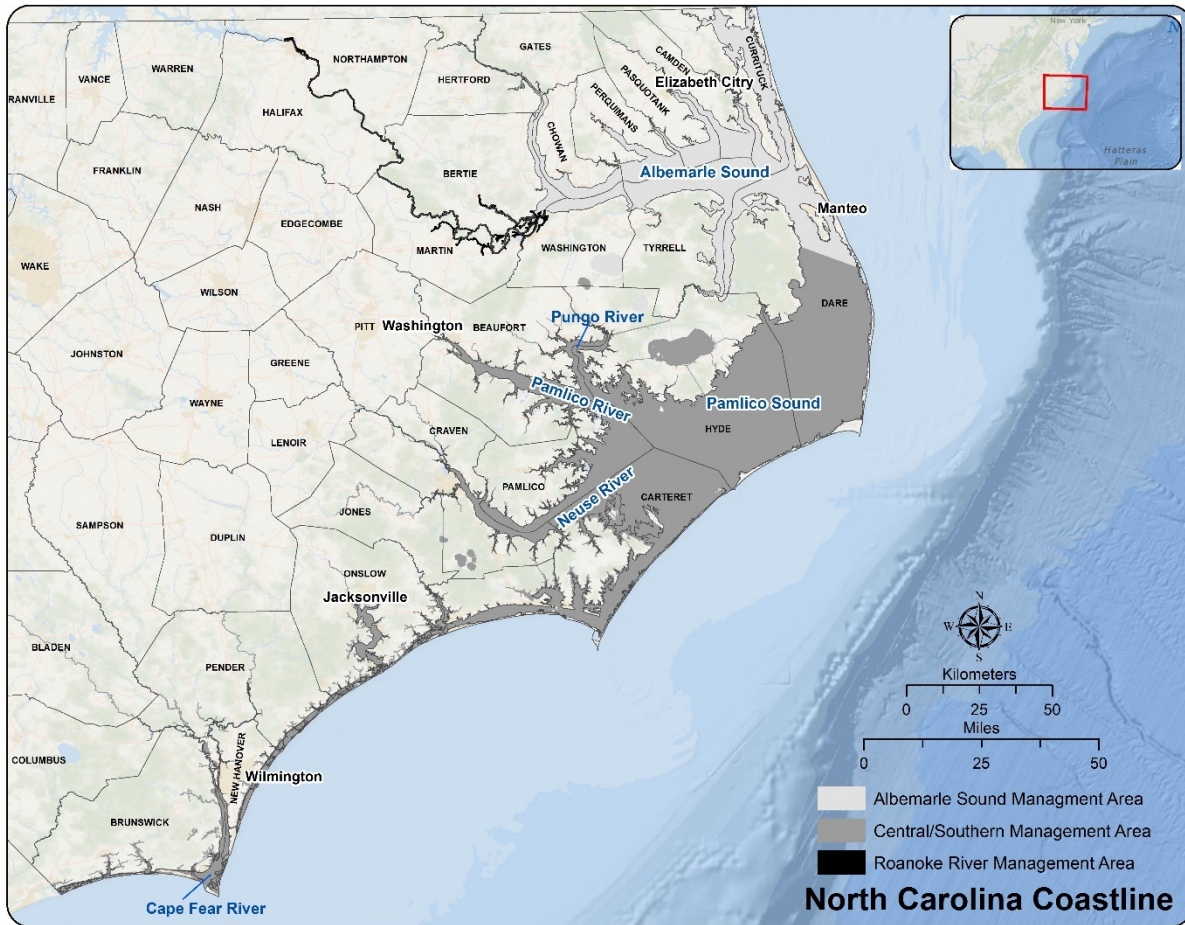 New York
N
Hatteras
Plain
GATES
CAMDEN
CURRITUCK
VANCE
WARREN
NORTHAMPTON
HERTFORD
PASQUOTANK
Elizabeth Citry
RANVILLE
PERQUIMANS
HALIFAX
CHOWAN
FRANKLIN
BERTIE
Albemarle Sound
NASH
EDGECOMBE
Manteo
MARTIN
WASHINGTON
TYRRELL
WAKE
WILSON
DARE
PITT
Washington
BEAUFORT
Pungo River
JOHNSTON
GREENE
WAYNE
Pamlico River
Pamlico Sound
HYDE
CRAVEN
LENOIR
PAMLICO
Neuse River
CARTERET
JONES
SAMPSON
DUPLIN
ONSLOW
Jacksonville
BLADEN
PENDER
COLUMBUS
NEW HANOVER
Wilmington
BRUNSWICK
Cape Fear River
N
W E
S
Kilometers
0 25 50
Miles
0 25 50
Albemarle Sound Managment Area
Central/Southern Management Area
Roanoke River Management Area
North Carolina Coastline